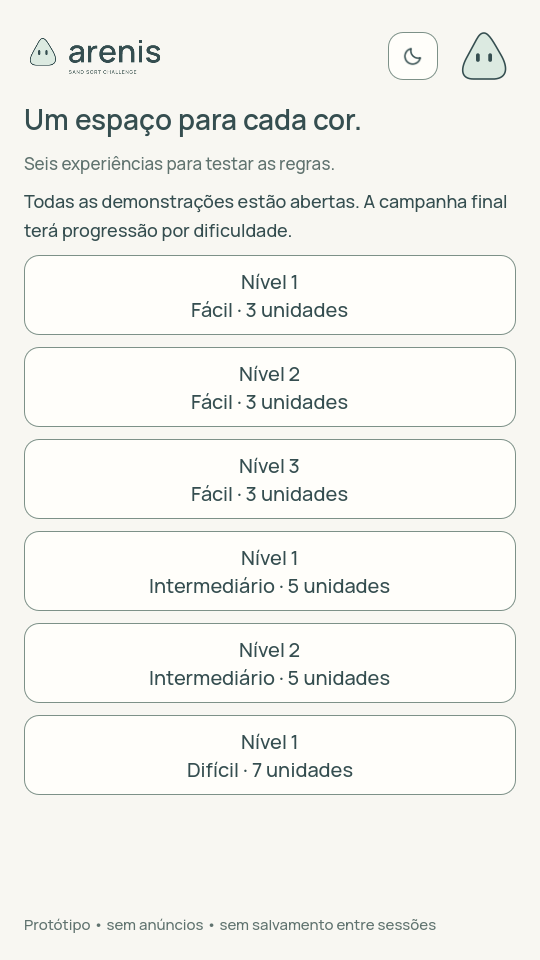 arenis
SAND SORT CHALLENGE
Um espaço para cada cor.
Seis experiências para testar as regras.
Todas as demonstrações estão abertas. A campanha final
terá progressão por dificuldade.
Nível 1
Fácil · 3 unidades
Nível 2
Fácil · 3 unidades
Nível 3
Fácil · 3 unidades
Nível 1
Intermediário · 5 unidades
Nível 2
Intermediário · 5 unidades
Nível 1
Difícil · 7 unidades
Protótipo • sem anúncios • sem salvamento entre sessões